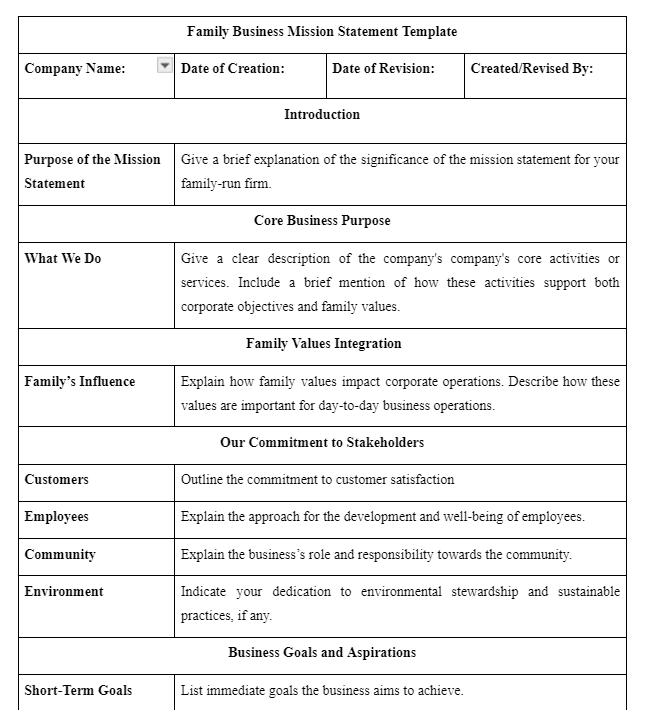 Family Business Mission Statement Template
Company Name: Date of Creation: Date of Revision: Created/Revised By:
Introduction
Purpose of the Mission Statement
Give a brief explanation of the significance of the mission statement for your
family-run firm.
Core Business Purpose
What We Do
Give a clear description of the company's company's core activities or
services. Include a brief mention of how these activities support both
corporate objectives and family values.
Family Values Integration
Family’s Influence
Explain how family values impact corporate operations. Describe how these
values are important for day-to-day business operations.
Our Commitment to Stakeholders
Customers
Outline the commitment to customer satisfaction
Employees
Explain the approach for the development and well-being of employees.
Community
Explain the business’s role and responsibility towards the community.
Environment
Indicate your dedication to environmental stewardship and sustainable
practices, if any.
Business Goals and Aspirations
Short-Term Goals
List immediate goals the business aims to achieve.